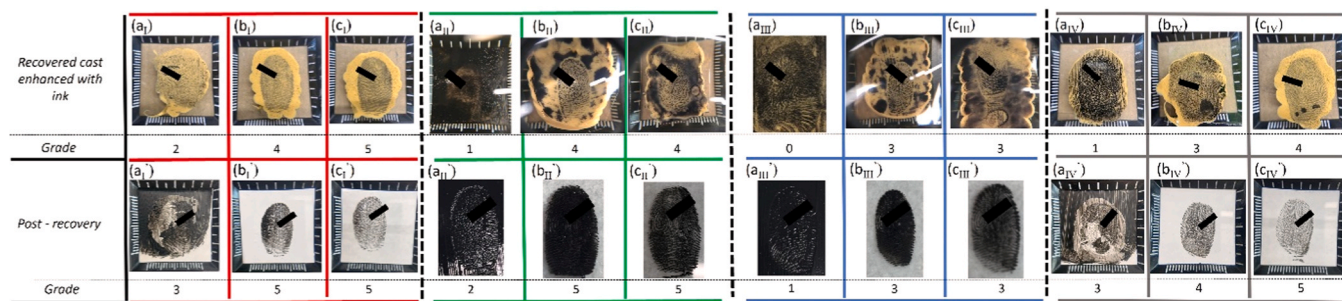 (aI) (bI) (cI) (aII) (bII) (cII) (aIII) (bIII) (cIII) (aIV) (bIV) (cIV)
Recovered cast
enhanced with
ink
Grade 2 4 5 1 4 4 0 3 3 1 3 4
(aI') (bI') (cI') (aII') (bII') (cII') (aIII') (bIII') (cIII') (aIV') (bIV') (cIV')
Post - recovery
Grade 3 5 5 2 5 5 1 3 3 3 4 5